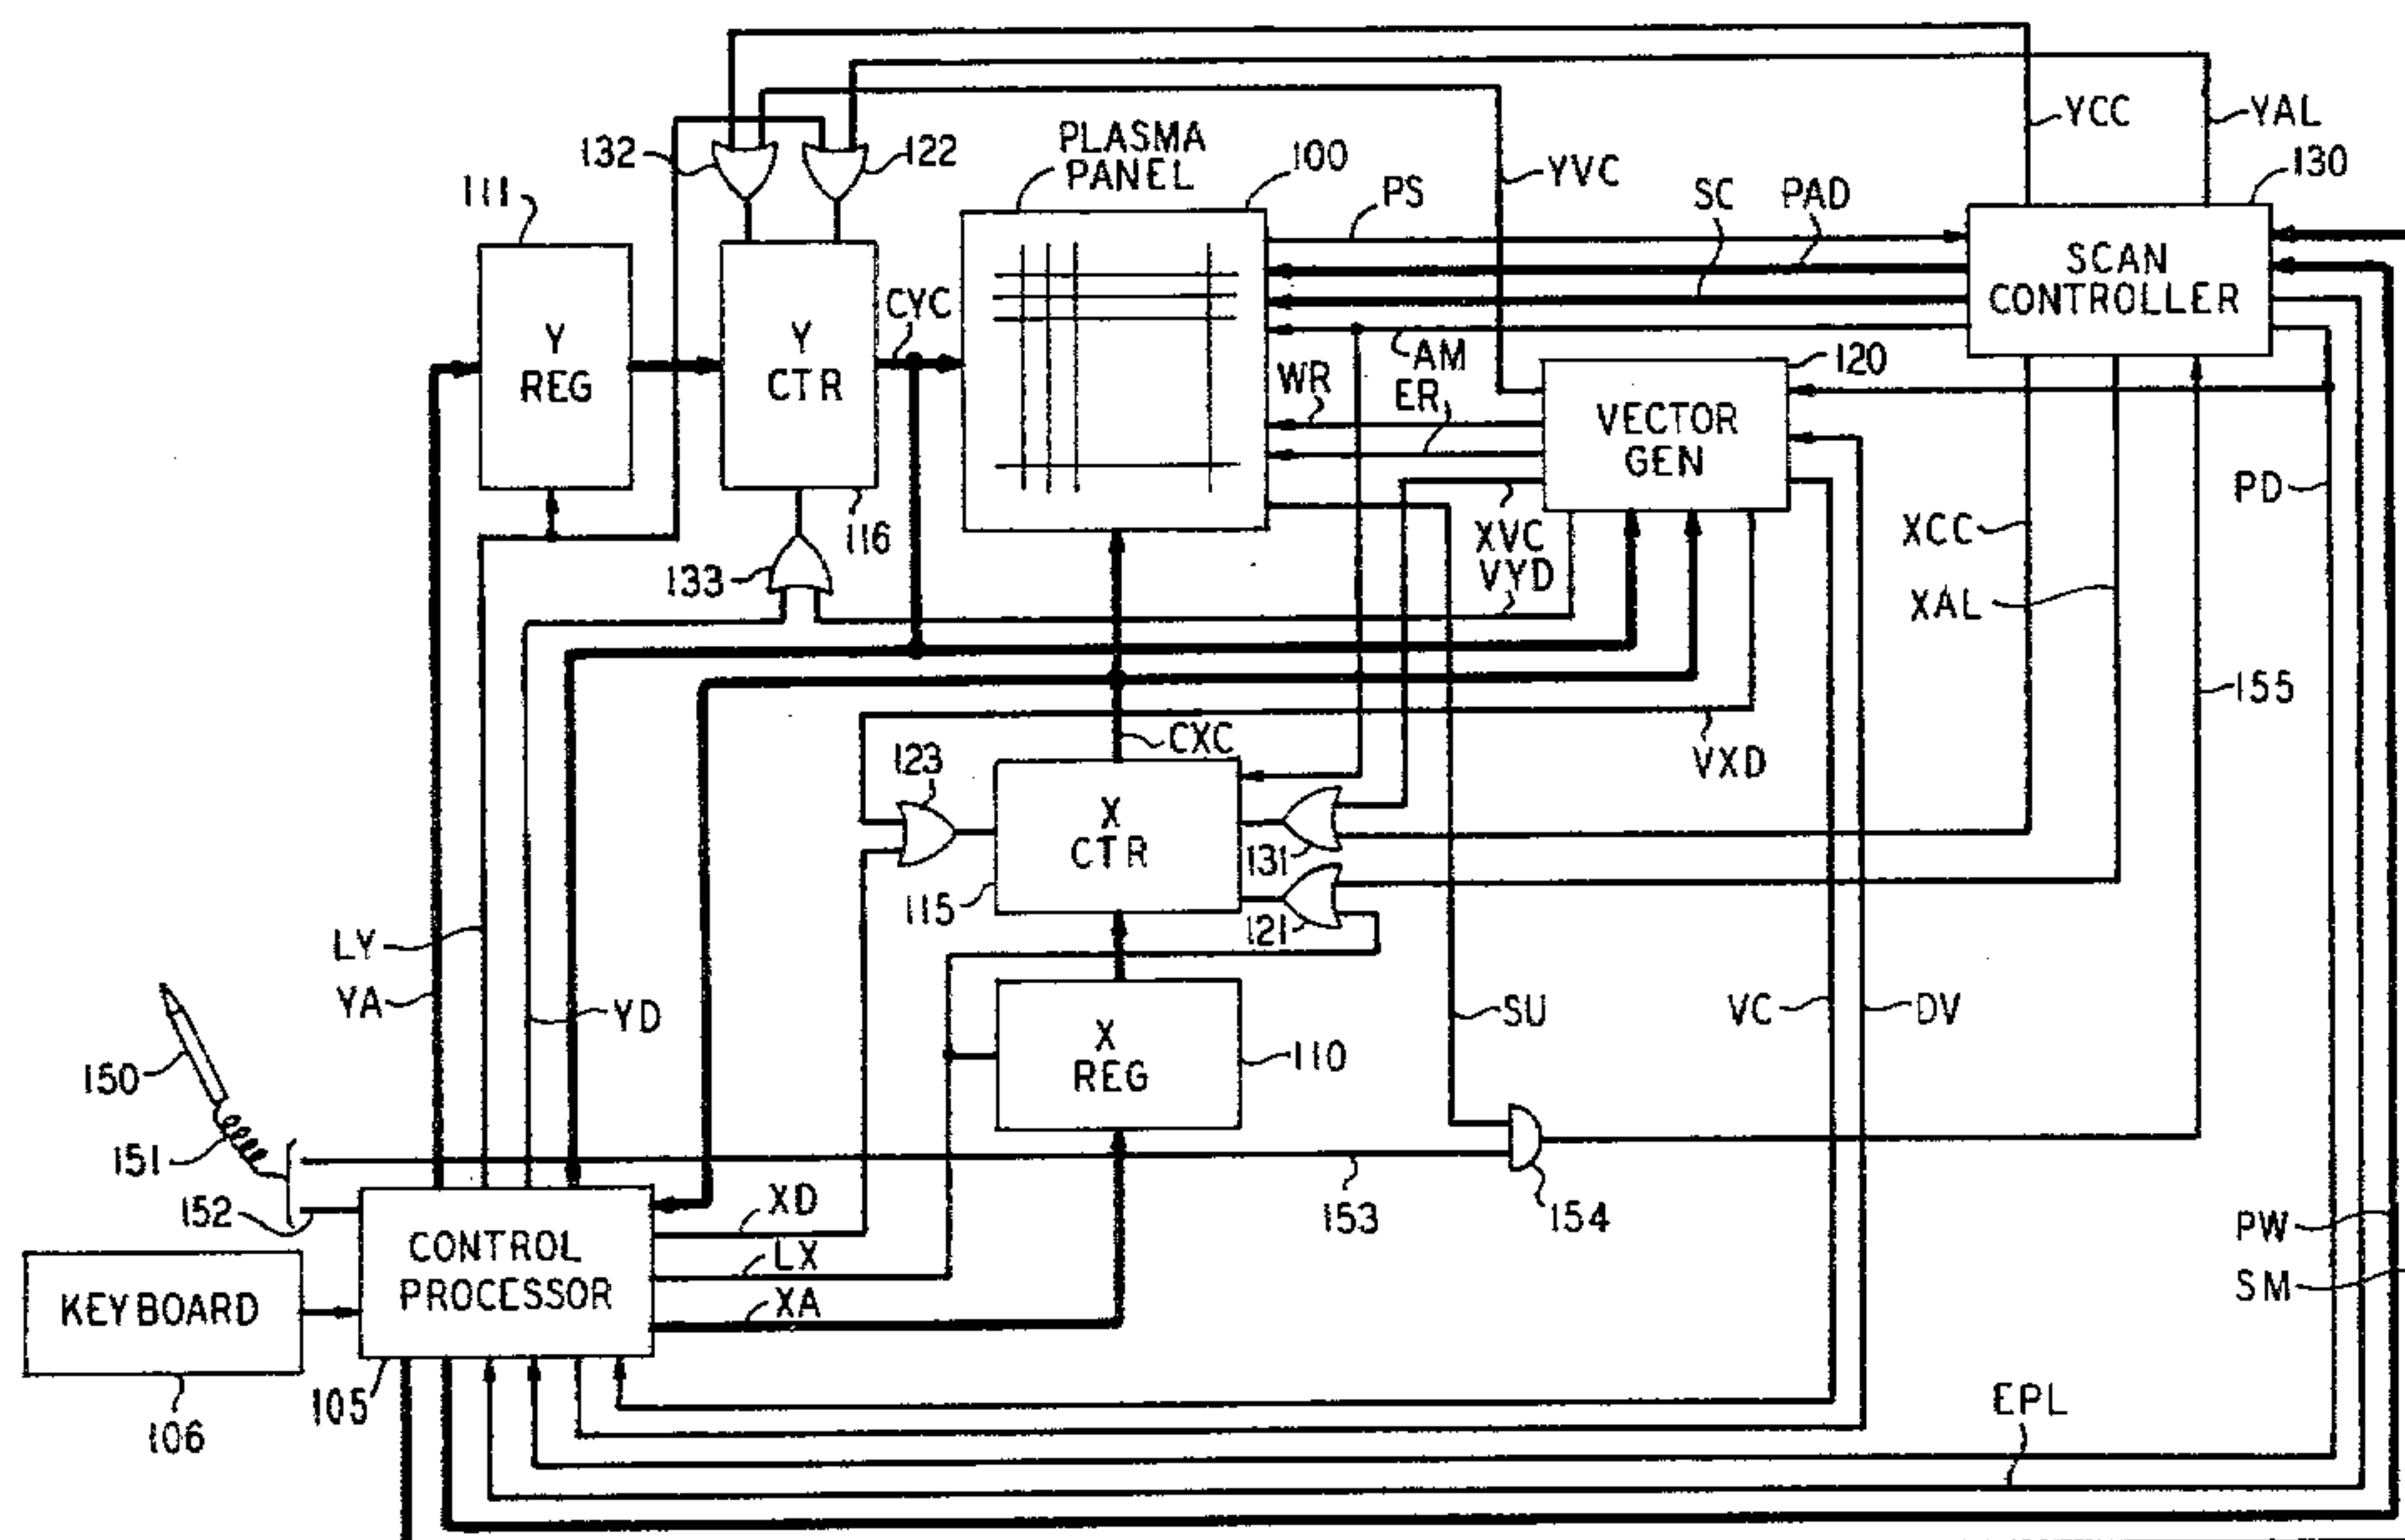 YCC
YAL
132
122
PLASMA
PANEL
100
YVC
PS
SC
PAD
130
111
Y
REG
Y
CTR
CYC
SCAN
CONTROLLER
AM
WR
ER
120
VECTOR
GEN
PD
116
133
XVC
VYD
XCC
XAL
155
CXC
VXD
123
X
CTR
131
115
121
LY
YA
YD
X
REG
110
SU
VC
DV
150
151
152
153
154
XD
LX
XA
CONTROL
PROCESSOR
KEYBOARD
PW
SM
105
106
EPL